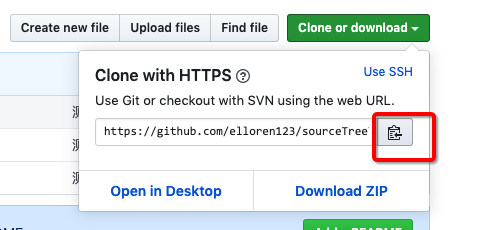 Create new file Upload files Find file Clone or download
Clone with HTTPS Use SSH
Use Git or checkout with SVN using the web URL.
https://github.com/elloren123/sourceTree
Open in Desktop Download ZIP